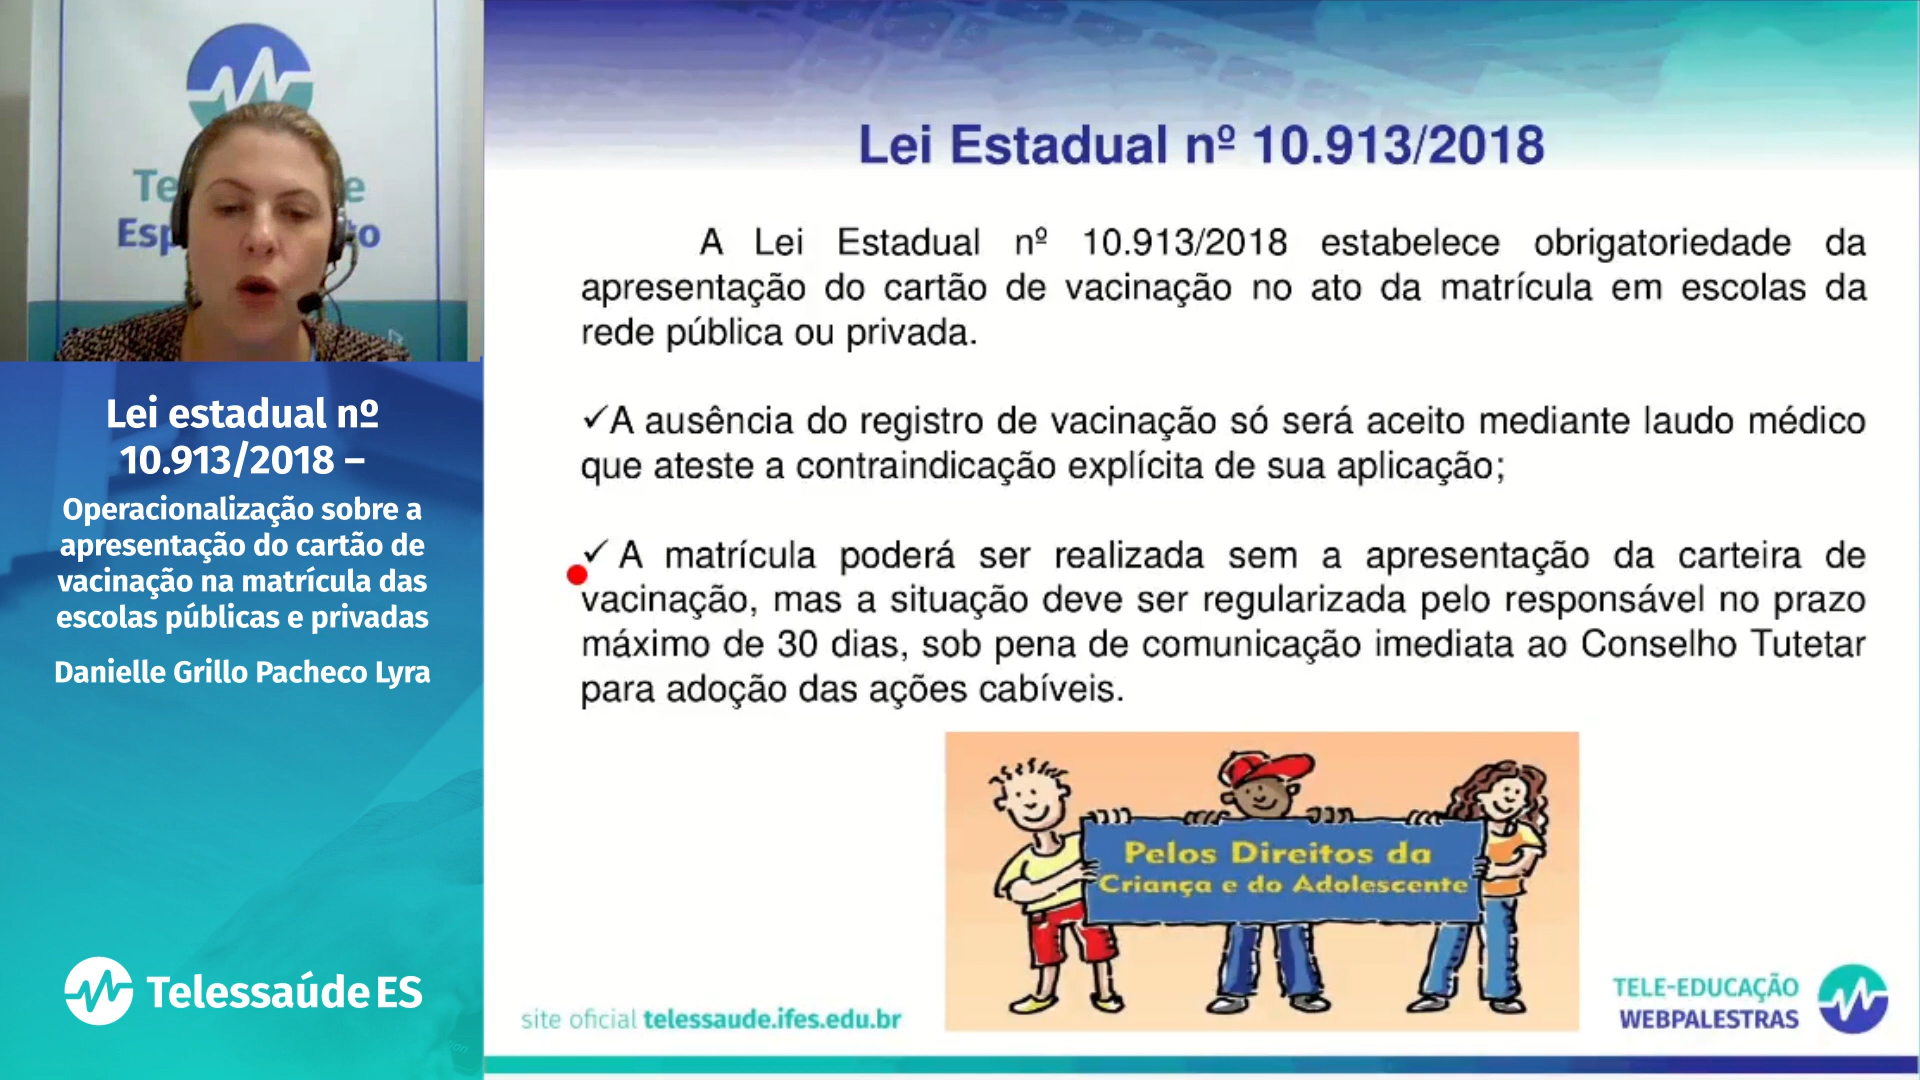 Lei estadual nº
10.913/2018 –
Operacionalização sobre a
apresentação do cartão de
vacinação na matrícula das
escolas públicas e privadas
Danielle Grillo Pacheco Lyra
TelessaúdeES
Lei Estadual nº 10.913/2018
A Lei Estadual nº 10.913/2018 estabelece obrigatoriedade da
apresentação do cartão de vacinação no ato da matrícula em escolas da
rede pública ou privada.
✓A ausência do registro de vacinação só será aceito mediante laudo médico
que ateste a contraindicação explícita de sua aplicação;
✓ A matrícula poderá ser realizada sem a apresentação da carteira de
vacinação, mas a situação deve ser regularizada pelo responsável no prazo
máximo de 30 dias, sob pena de comunicação imediata ao Conselho Tutetar
para adoção das ações cabíveis.
Pelos Direitos da
Criança e do Adolescente
site oficial telessaude.ifes.edu.br
TELE-EDUCAÇÃO
WEBPALESTRAS